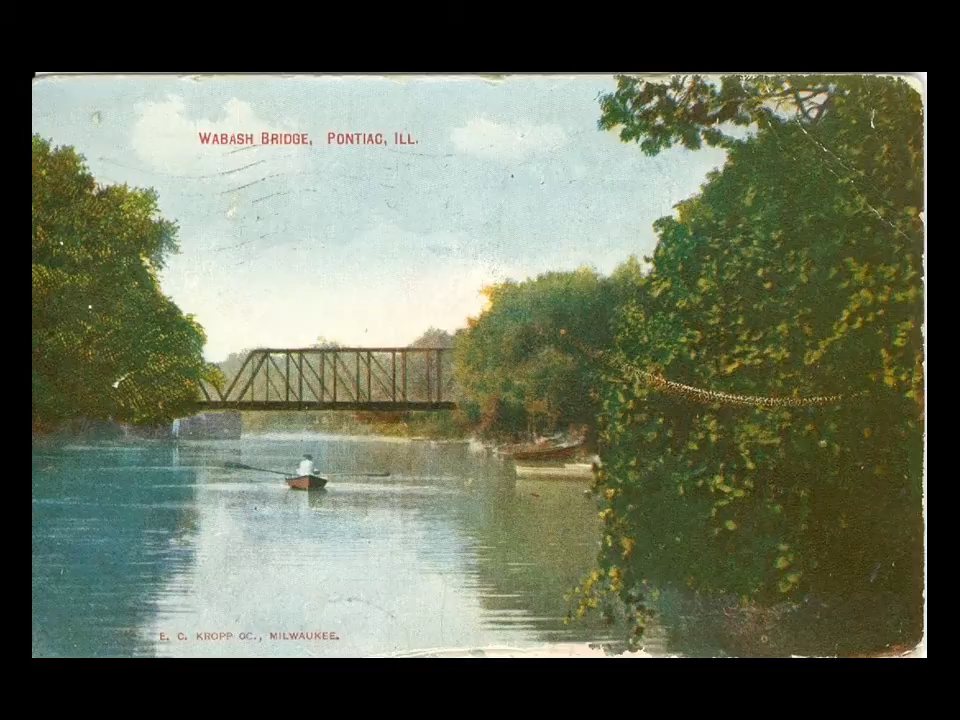 WABASH BRIDGE, PONTIAC, ILL.
E. C. KROPP CO., MILWAUKEE.